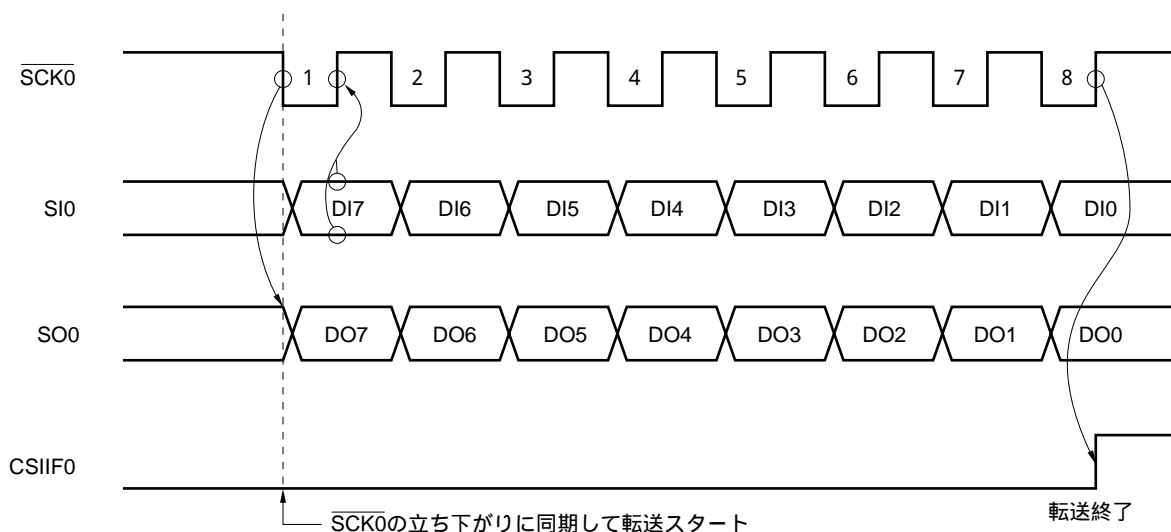 SCK0 1 2 3 4 5 6 7 8
SI0 DI7 DI6 DI5 DI4 DI3 DI2 DI1 DI0
SO0 DO7 DO6 DO5 DO4 DO3 DO2 DO1 DO0
CSIIF0
SCK0の立ち下がりに同期して転送スタート
転送終了